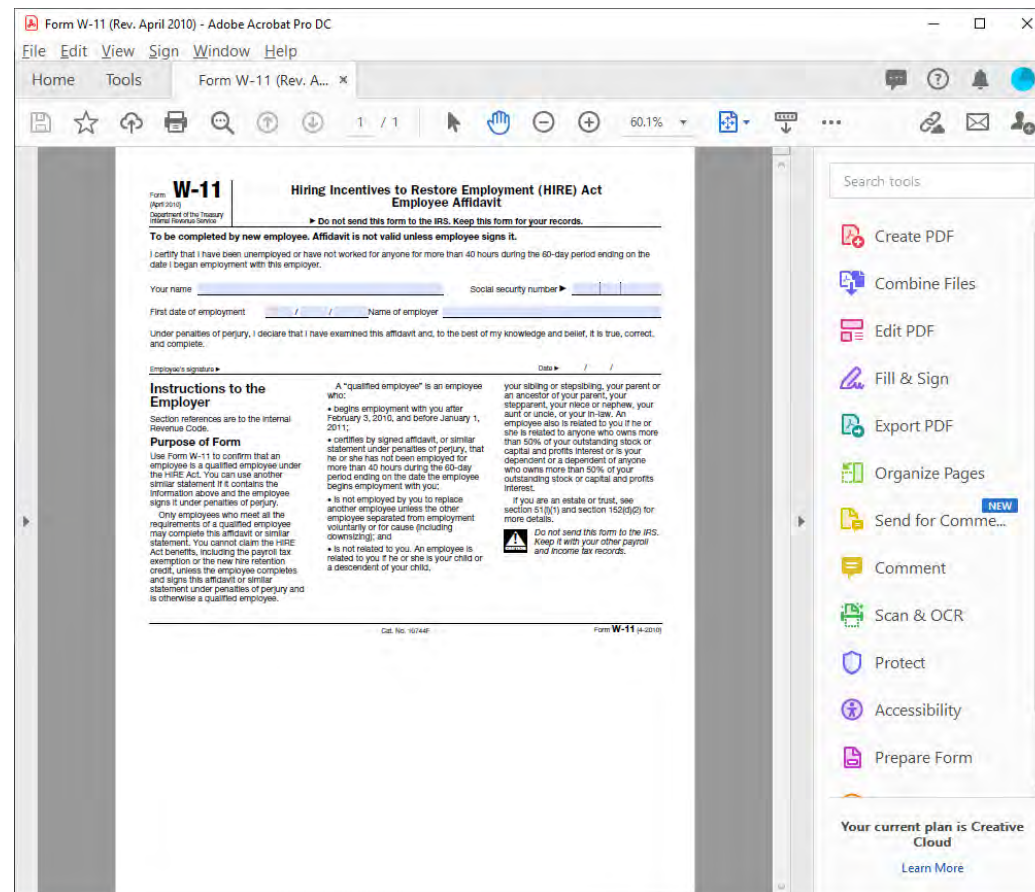 Form W-11 (Rev. April 2010) - Adobe Acrobat Pro DC
File Edit View Sign Window Help
Home Tools Form W-11 (Rev. A... ×
1 / 1 60.1%
Form W-11
(April 2010)
Department of the Treasury
Internal Revenue Service
Hiring Incentives to Restore Employment (HIRE) Act
Employee Affidavit
▶ Do not send this form to the IRS. Keep this form for your records.
To be completed by new employee. Affidavit is not valid unless employee signs it.
I certify that I have been unemployed or have not worked for anyone for more than 40 hours during the 60-day period ending on the
date I began employment with this employer.
Your name Social security number ▶
First date of employment / / Name of employer
Under penalties of perjury, I declare that I have examined this affidavit and, to the best of my knowledge and belief, it is true, correct,
and complete.
Employee's signature ▶ Date ▶ / /
Instructions to the
Employer
Section references are to the Internal
Revenue Code.
Purpose of Form
Use Form W-11 to confirm that an
employee is a qualified employee under
the HIRE Act. You can use another
similar statement if it contains the
information above and the employee
signs it under penalties of perjury.
Only employees who meet all the
requirements of a qualified employee
may complete this affidavit or similar
statement. You cannot claim the HIRE
Act benefits, including the payroll tax
exemption or the new hire retention
credit, unless the employee completes
and signs this affidavit or similar
statement under penalties of perjury and
is otherwise a qualified employee.
A "qualified employee" is an employee
who:
• begins employment with you after
February 3, 2010, and before January 1,
2011;
• certifies by signed affidavit, or similar
statement under penalties of perjury, that
he or she has not been employed for
more than 40 hours during the 60-day
period ending on the date the employee
begins employment with you;
• is not employed by you to replace
another employee unless the other
employee separated from employment
voluntarily or for cause (including
downsizing); and
• is not related to you. An employee is
related to you if he or she is your child or
a descendent of your child,
your sibling or stepsibling, your parent or
an ancestor of your parent, your
stepparent, your niece or nephew, your
aunt or uncle, or your in-law. An
employee also is related to you if he or
she is related to anyone who owns more
than 50% of your outstanding stock or
capital and profits interest or is your
dependent or a dependent of anyone
who owns more than 50% of your
outstanding stock or capital and profits
interest.
If you are an estate or trust, see
section 51(i)(1) and section 152(d)(2) for
more details.
CAUTION
Do not send this form to the IRS.
Keep it with your other payroll
and income tax records.
Cat. No. 10744F Form W-11 (4-2010)
Search tools
Create PDF
Combine Files
Edit PDF
Fill & Sign
Export PDF
Organize Pages
NEW
Send for Comme...
Comment
Scan & OCR
Protect
Accessibility
Prepare Form
Your current plan is Creative
Cloud
Learn More